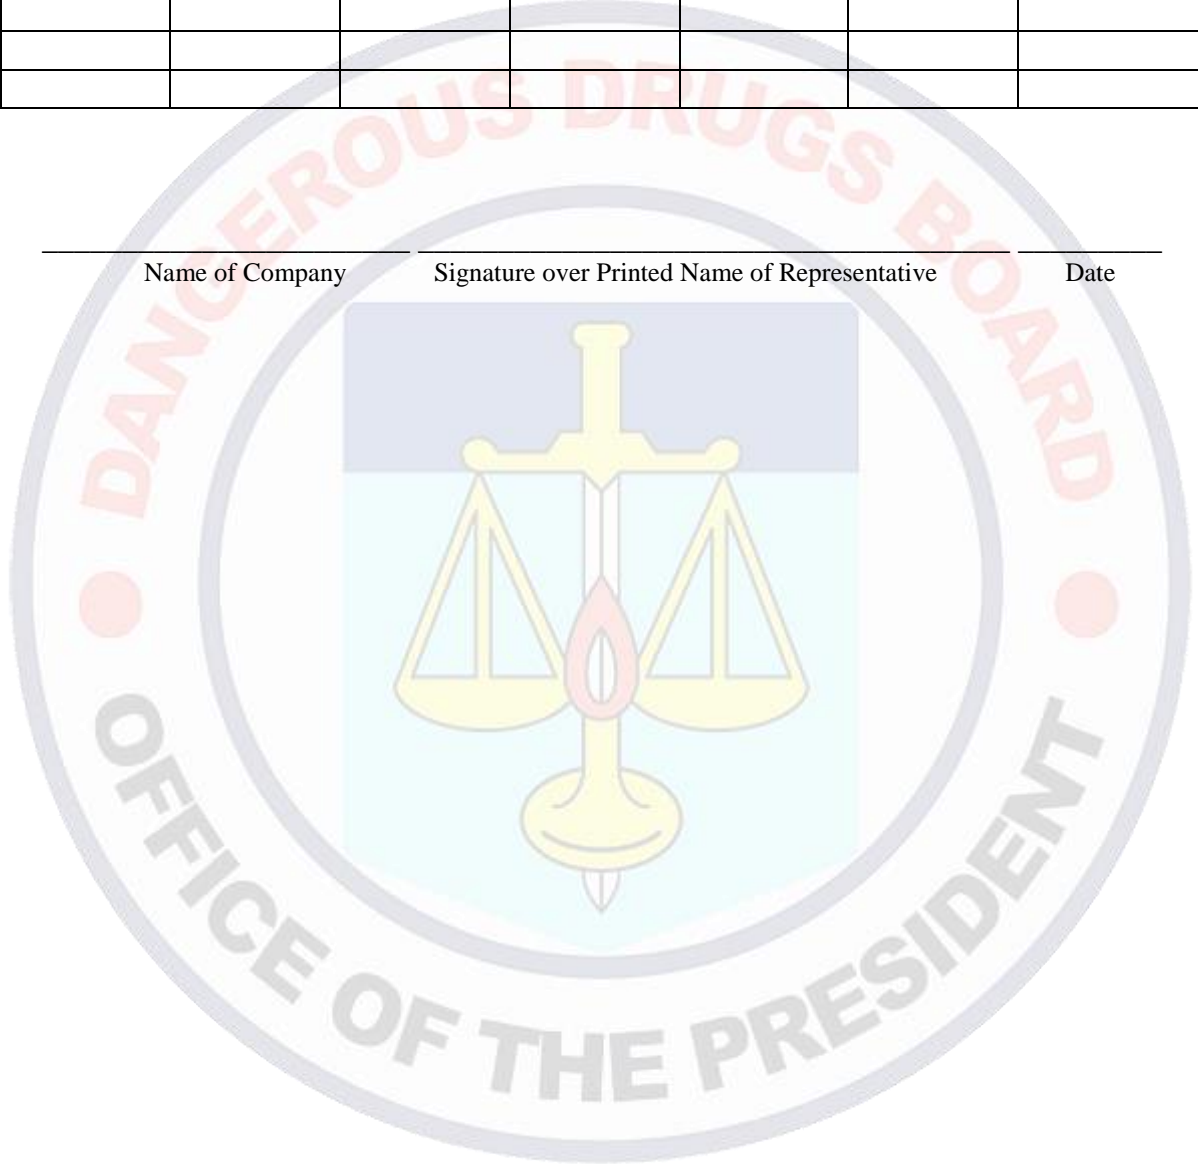 DANGEROUS DRUGS BOARD
Name of Company Signature over Printed Name of Representative Date
OFFICE OF THE PRESIDENT